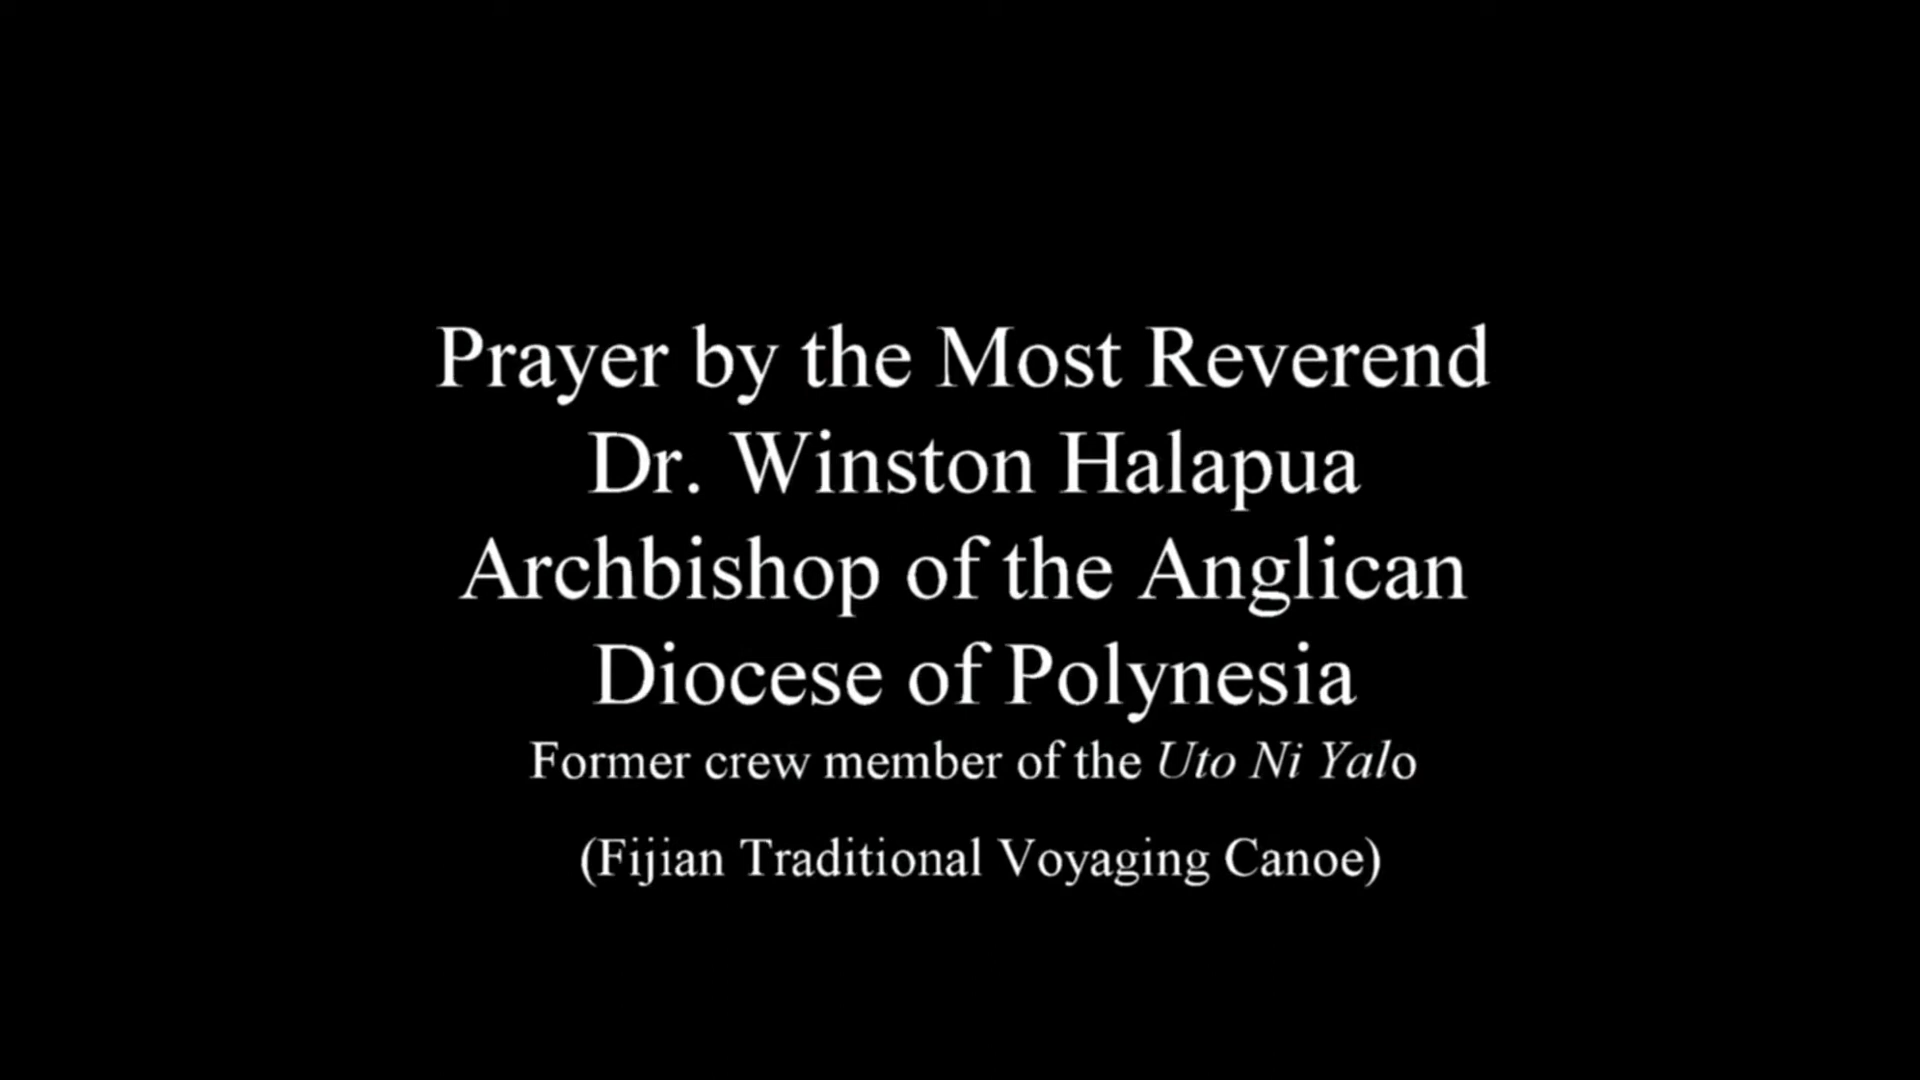 Prayer by the Most Reverend
Dr. Winston Halapua
Archbishop of the Anglican
Diocese of Polynesia
Former crew member of the Uto Ni Yalo
(Fijian Traditional Voyaging Canoe)